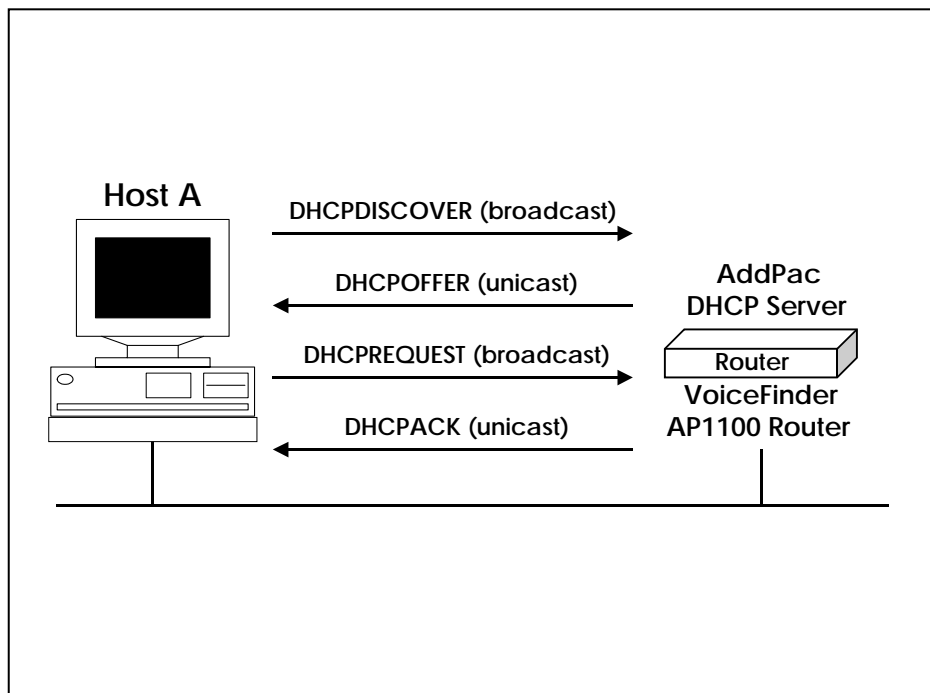 Host A
DHCPDISCOVER (broadcast)
DHCPOFFER (unicast)
DHCPREQUEST (broadcast)
DHCPACK (unicast)
AddPac
DHCP Server
Router
VoiceFinder
AP1100 Router